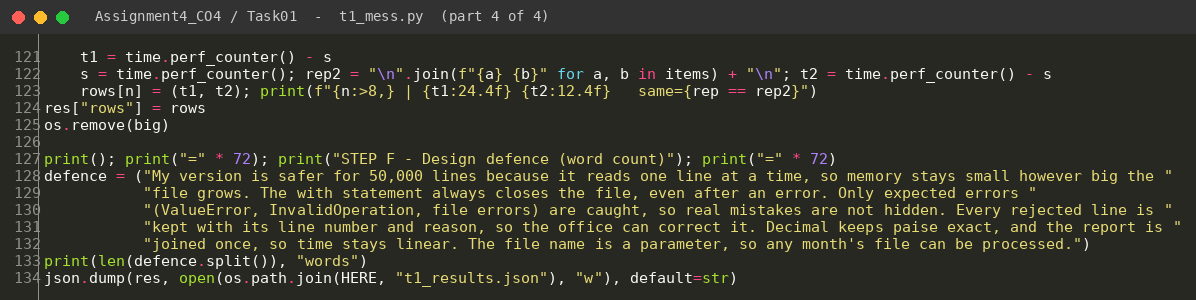 Assignment4_CO4 / Task01  -  t1_mess.py  (part 4 of 4)
121    t1 = time.perf_counter() - s
122    s = time.perf_counter(); rep2 = "\n".join(f"{a} {b}" for a, b in items) + "\n"; t2 = time.perf_counter() - s
123    rows[n] = (t1, t2); print(f"{n:>8,} | {t1:24.4f} {t2:12.4f}   same={rep == rep2}")
124 res["rows"] = rows
125 os.remove(big)
126
127 print(); print("=" * 72); print("STEP F - Design defence (word count)"); print("=" * 72)
128 defence = ("My version is safer for 50,000 lines because it reads one line at a time, so memory stays small however big the "
129            "file grows. The with statement always closes the file, even after an error. Only expected errors "
130            "(ValueError, InvalidOperation, file errors) are caught, so real mistakes are not hidden. Every rejected line is "
131            "kept with its line number and reason, so the office can correct it. Decimal keeps paise exact, and the report is "
132            "joined once, so time stays linear. The file name is a parameter, so any month's file can be processed.")
133 print(len(defence.split()), "words")
134 json.dump(res, open(os.path.join(HERE, "t1_results.json"), "w"), default=str)